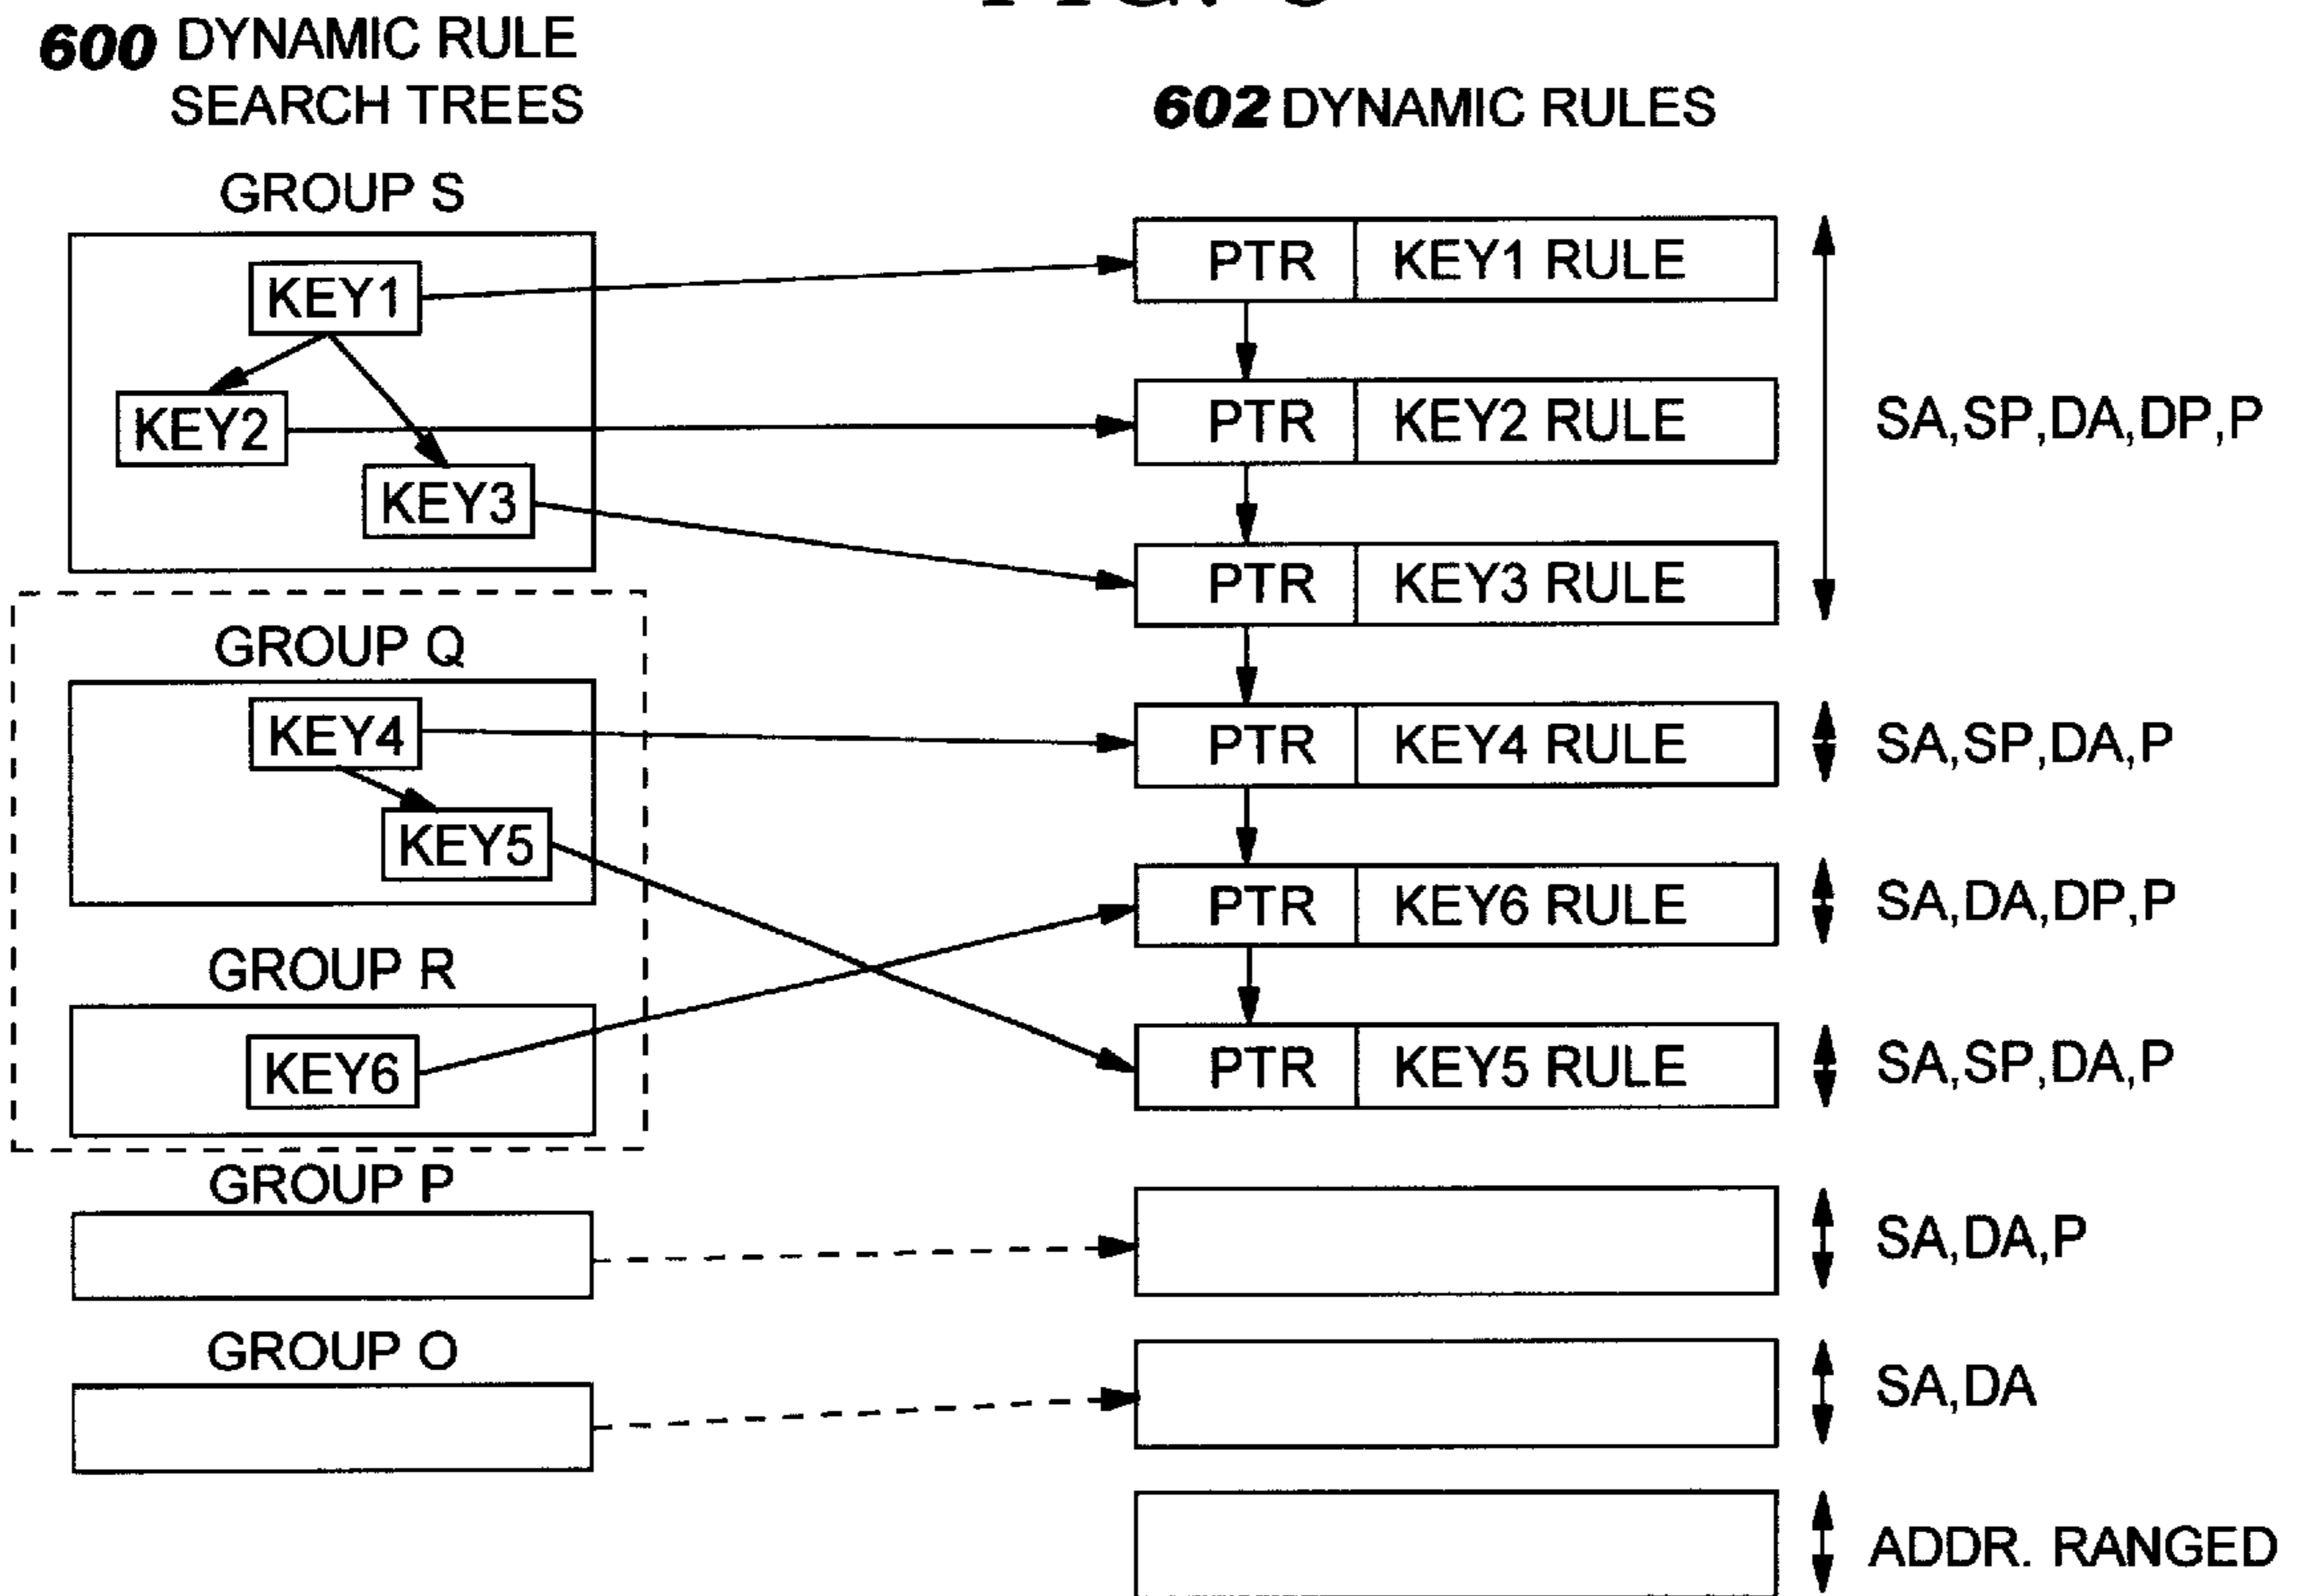 600 DYNAMIC RULE
SEARCH TREES
602 DYNAMIC RULES
GROUP S
KEY1
KEY2
KEY3
PTR KEY1 RULE
PTR KEY2 RULE
PTR KEY3 RULE
SA,SP,DA,DP,P
GROUP Q
KEY4
KEY5
PTR KEY4 RULE
SA,SP,DA,P
PTR KEY6 RULE
SA,DA,DP,P
GROUP R
KEY6
PTR KEY5 RULE
SA,SP,DA,P
GROUP P
SA,DA,P
GROUP O
SA,DA
ADDR. RANGED